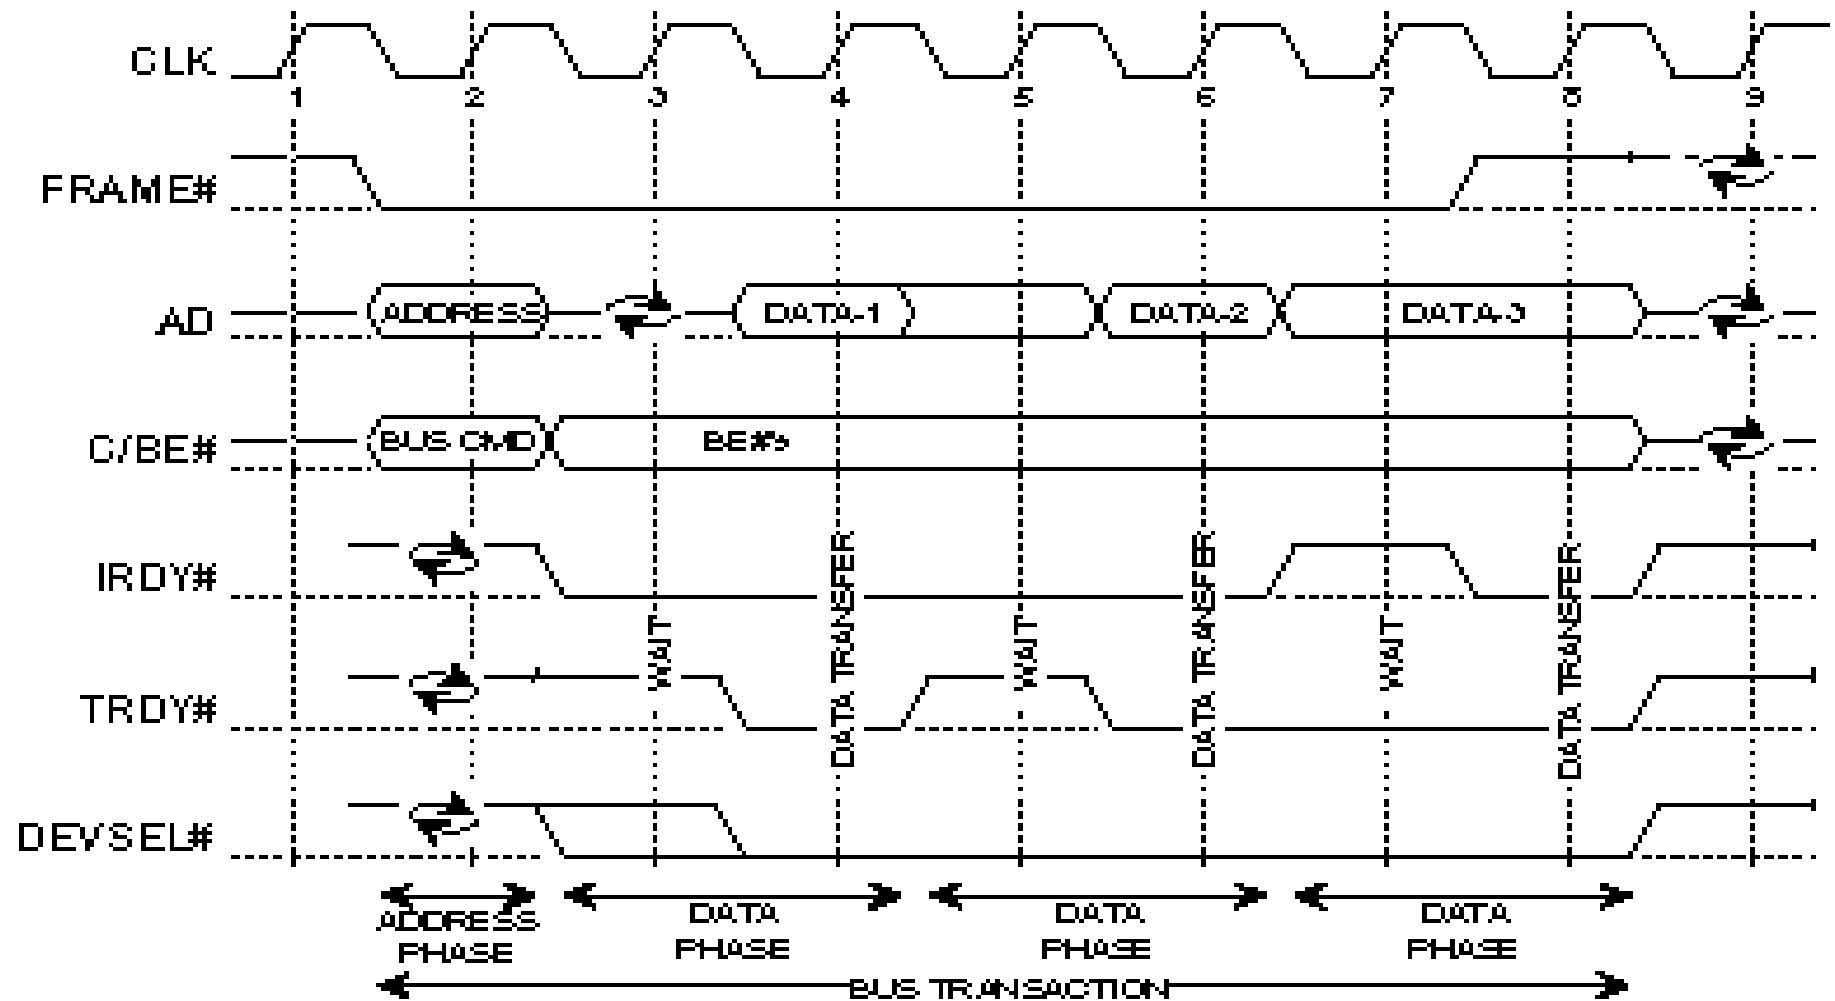 CLK
1 2 3 4 5 6 7 8 9
FRAME#
AD
ADDRESS
DATA-1
DATA-2
DATA-3
C/BE#
BUS CMD
BE#'s
IRDY#
TRDY#
WAIT
DATA TRANSFER
WAIT
DATA TRANSFER
WAIT
DATA TRANSFER
DEVSEL#
ADDRESS
PHASE
DATA
PHASE
DATA
PHASE
DATA
PHASE
BUS TRANSACTION